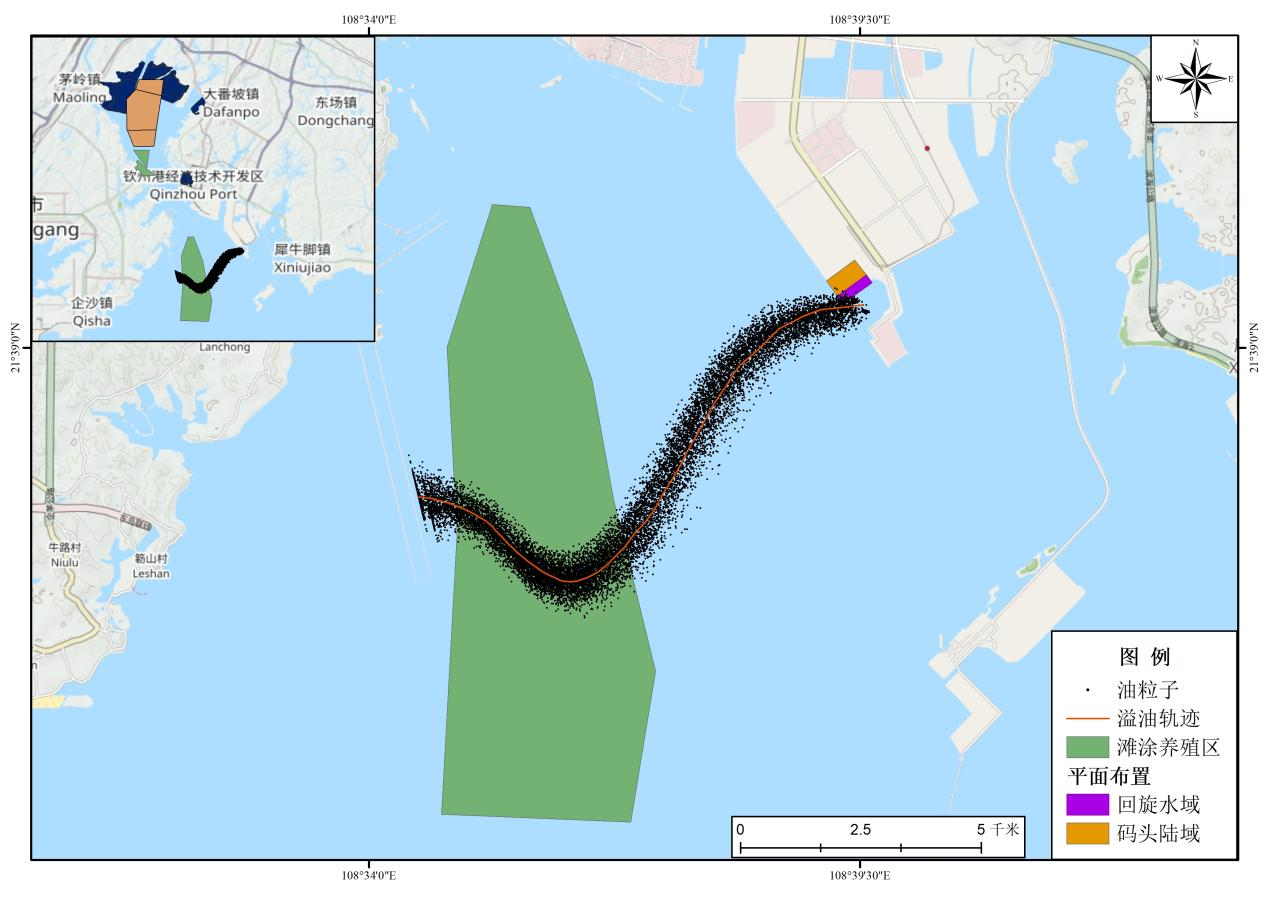 108°34′0″E
108°39′30″E
茅岭镇
Maoling
大番坡镇
Dafanpo
东场镇
Dongchang
钦州港经济技术开发区
Qinzhou Port
市
gang
犀牛脚镇
Xiniujiao
企沙镇
Qisha
N
W
E
S
21°39′0″N
21°39′0″N
Lanchong
牛路村
Niulu
簕山村
Leshan
图 例
油粒子
溢油轨迹
滩涂养殖区
平面布置
回旋水域
码头陆域
0
2.5
5 千米
108°34′0″E
108°39′30″E